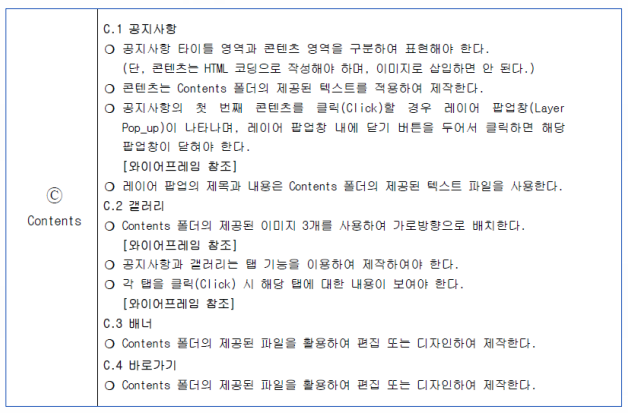 Ⓒ
Contents
C.1 공지사항
○ 공지사항 타이틀 영역과 콘텐츠 영역을 구분하여 표현해야 한다.
(단, 콘텐츠는 HTML 코딩으로 작성해야 하며, 이미지로 삽입하면 안 된다.)
○ 콘텐츠는 Contents 폴더의 제공된 텍스트를 적용하여 제작한다.
○ 공지사항의 첫 번째 콘텐츠를 클릭(Click)할 경우 레이어 팝업창(Layer
Pop_up)이 나타나며, 레이어 팝업창 내에 닫기 버튼을 두어서 클릭하면 해당
팝업창이 닫혀야 한다.
[와이어프레임 참조]
○ 레이어 팝업의 제목과 내용은 Contents 폴더의 제공된 텍스트 파일을 사용한다.
C.2 갤러리
○ Contents 폴더의 제공된 이미지 3개를 사용하여 가로방향으로 배치한다.
[와이어프레임 참조]
○ 공지사항과 갤러리는 탭 기능을 이용하여 제작하여야 한다.
○ 각 탭을 클릭(Click) 시 해당 탭에 대한 내용이 보여야 한다.
[와이어프레임 참조]
C.3 배너
○ Contents 폴더의 제공된 파일을 활용하여 편집 또는 디자인하여 제작한다.
C.4 바로가기
○ Contents 폴더의 제공된 파일을 활용하여 편집 또는 디자인하여 제작한다.